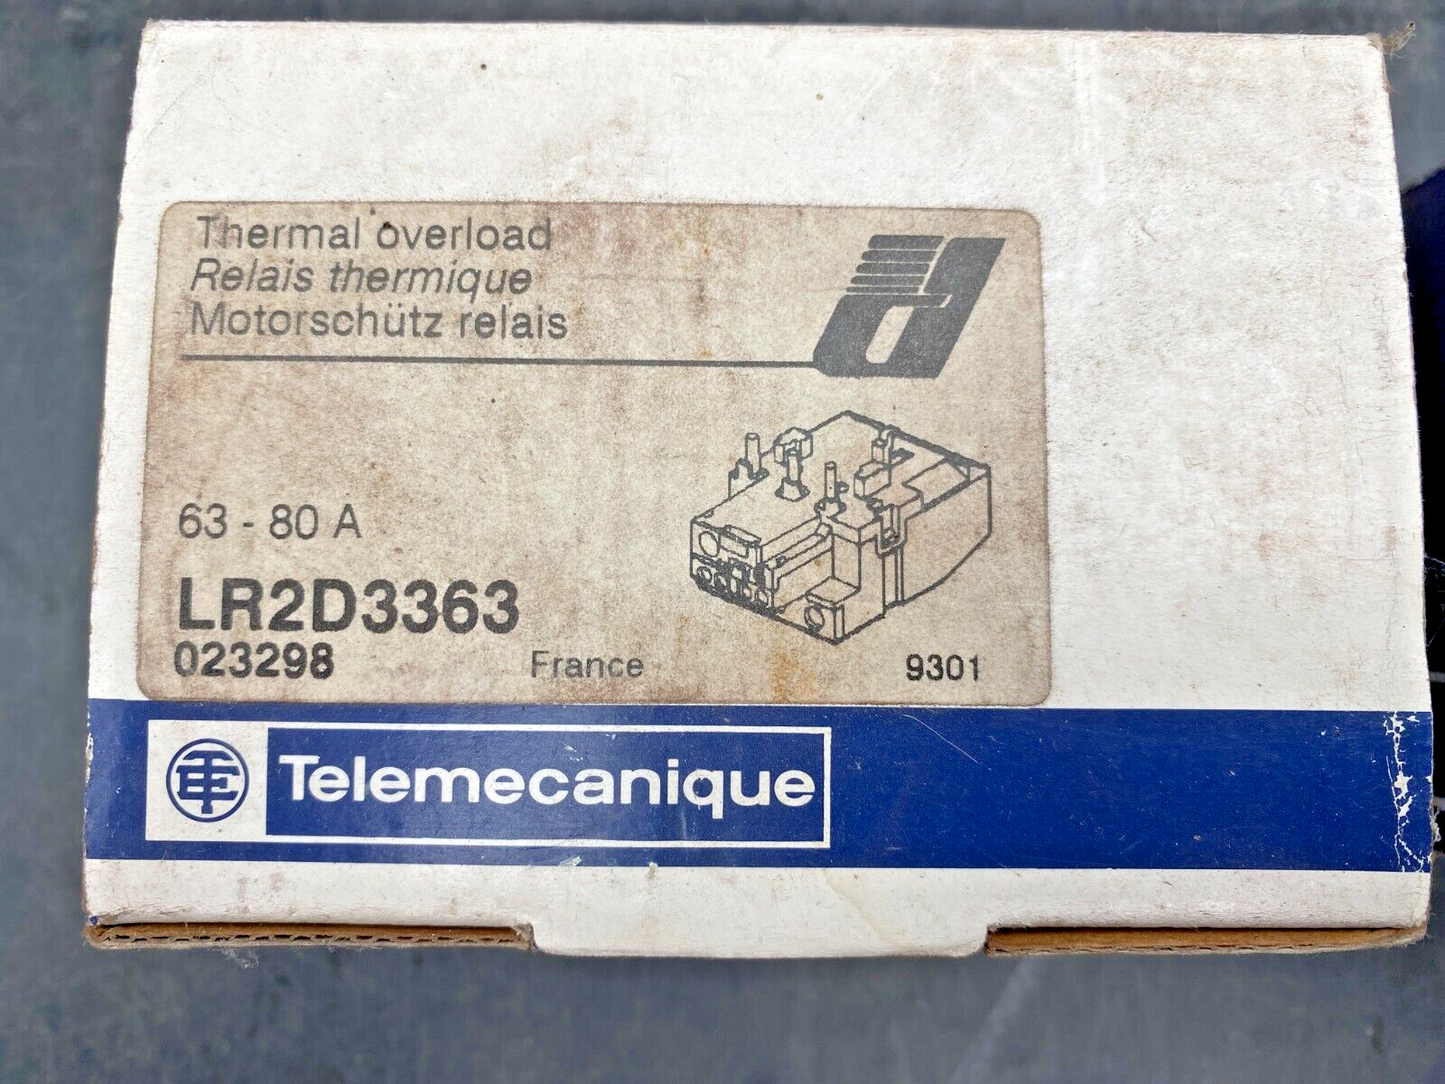 Thermal overload
Relais thermique
Motorschütz relais
63 - 80 A
LR2D3363
023298 France 9301
Telemecanique